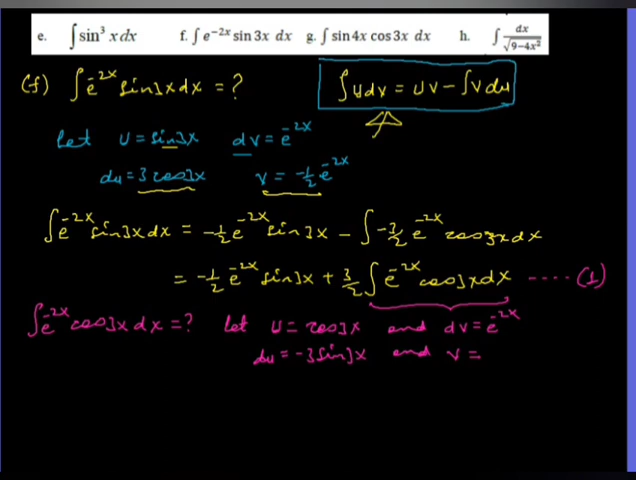 e. ∫ sin³ x dx f. ∫ e⁻²ˣ sin 3x dx g. ∫ sin 4x cos 3x dx h. ∫ dx/√(9−4x²)
(f) ∫ e⁻²ˣ sin3x dx = ?
∫ u dv = uv − ∫ v du
Let u = sin3x dv = e⁻²ˣ
du = 3 cos3x v = −1/2 e⁻²ˣ
∫ e⁻²ˣ sin3x dx = −1/2 e⁻²ˣ sin3x − ∫ −3/2 e⁻²ˣ cos3x dx
= −1/2 e⁻²ˣ sin3x + 3/2 ∫ e⁻²ˣ cos3x dx ---- (1)
∫ e⁻²ˣ cos3x dx = ? Let u = cos3x and dv = e⁻²ˣ
du = −3 sin3x and v =